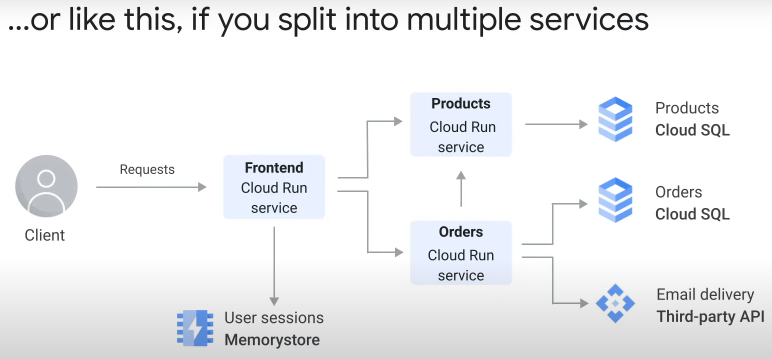 ...or like this, if you split into multiple services
Products
Cloud Run
service
Products
Cloud SQL
Requests
Frontend
Cloud Run
service
Client
Orders
Cloud Run
service
Orders
Cloud SQL
Email delivery
Third-party API
User sessions
Memorystore